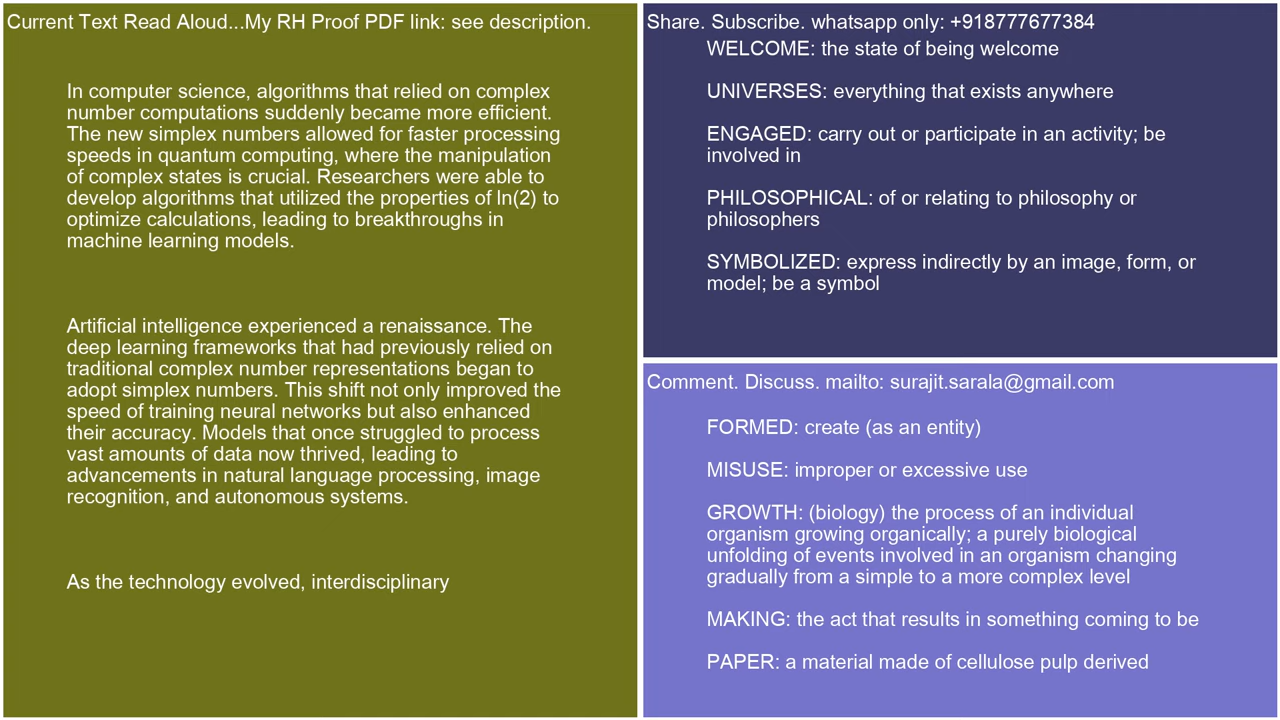 Current Text Read Aloud...My RH Proof PDF link: see description.
In computer science, algorithms that relied on complex
number computations suddenly became more efficient.
The new simplex numbers allowed for faster processing
speeds in quantum computing, where the manipulation
of complex states is crucial. Researchers were able to
develop algorithms that utilized the properties of ln(2) to
optimize calculations, leading to breakthroughs in
machine learning models.
Artificial intelligence experienced a renaissance. The
deep learning frameworks that had previously relied on
traditional complex number representations began to
adopt simplex numbers. This shift not only improved the
speed of training neural networks but also enhanced
their accuracy. Models that once struggled to process
vast amounts of data now thrived, leading to
advancements in natural language processing, image
recognition, and autonomous systems.
As the technology evolved, interdisciplinary
Share. Subscribe. whatsapp only: +918777677384
WELCOME: the state of being welcome
UNIVERSES: everything that exists anywhere
ENGAGED: carry out or participate in an activity; be
involved in
PHILOSOPHICAL: of or relating to philosophy or
philosophers
SYMBOLIZED: express indirectly by an image, form, or
model; be a symbol
Comment. Discuss. mailto: surajit.sarala@gmail.com
FORMED: create (as an entity)
MISUSE: improper or excessive use
GROWTH: (biology) the process of an individual
organism growing organically; a purely biological
unfolding of events involved in an organism changing
gradually from a simple to a more complex level
MAKING: the act that results in something coming to be
PAPER: a material made of cellulose pulp derived